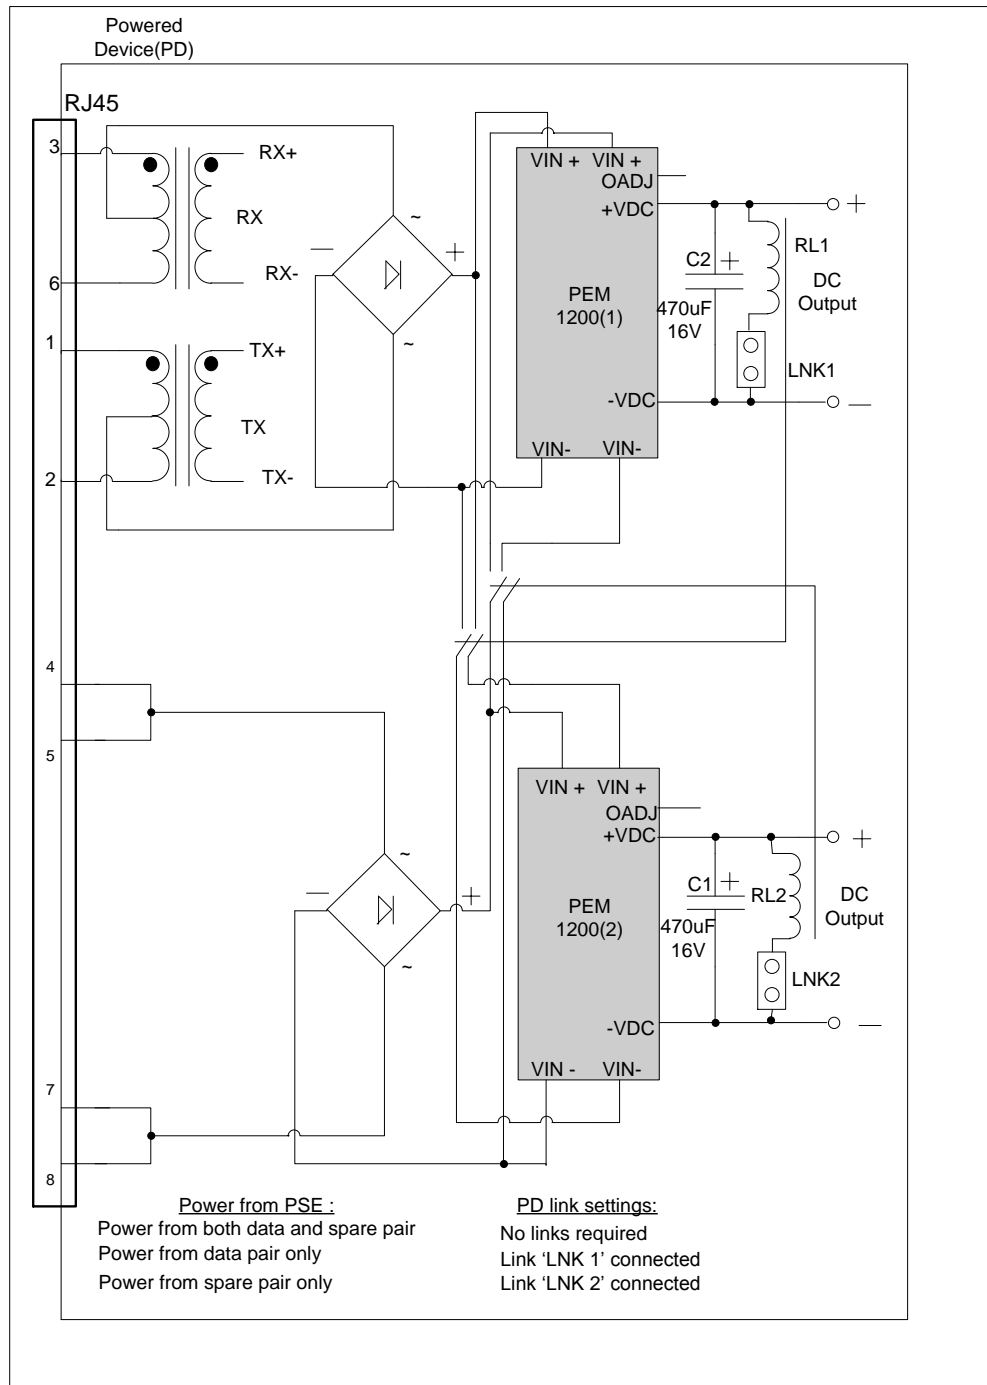 Powered
Device(PD)
RJ45
3
RX+
RX
RX-
6
1
TX+
TX
TX-
2
4
5
7
8
~
—
+
~
VIN + VIN +
OADJ
+VDC
PEM
1200(1)
-VDC
VIN- VIN-
C2 +
470uF
16V
RL1
DC
Output
LNK1
+
—
~
—
+
~
VIN + VIN +
OADJ
+VDC
PEM
1200(2)
-VDC
VIN - VIN-
C1 +
470uF
16V
RL2
DC
Output
LNK2
+
—
Power from PSE :
Power from both data and spare pair
Power from data pair only
Power from spare pair only
PD link settings:
No links required
Link ‘LNK 1’ connected
Link ‘LNK 2’ connected